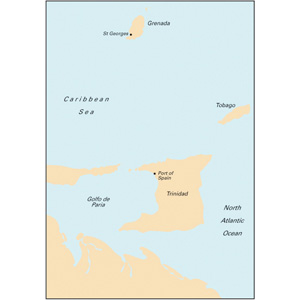 Grenada
St Georges
Caribbean
Sea
Tobago
Port of
Spain
Trinidad
Golfo de
Paria
North
Atlantic
Ocean